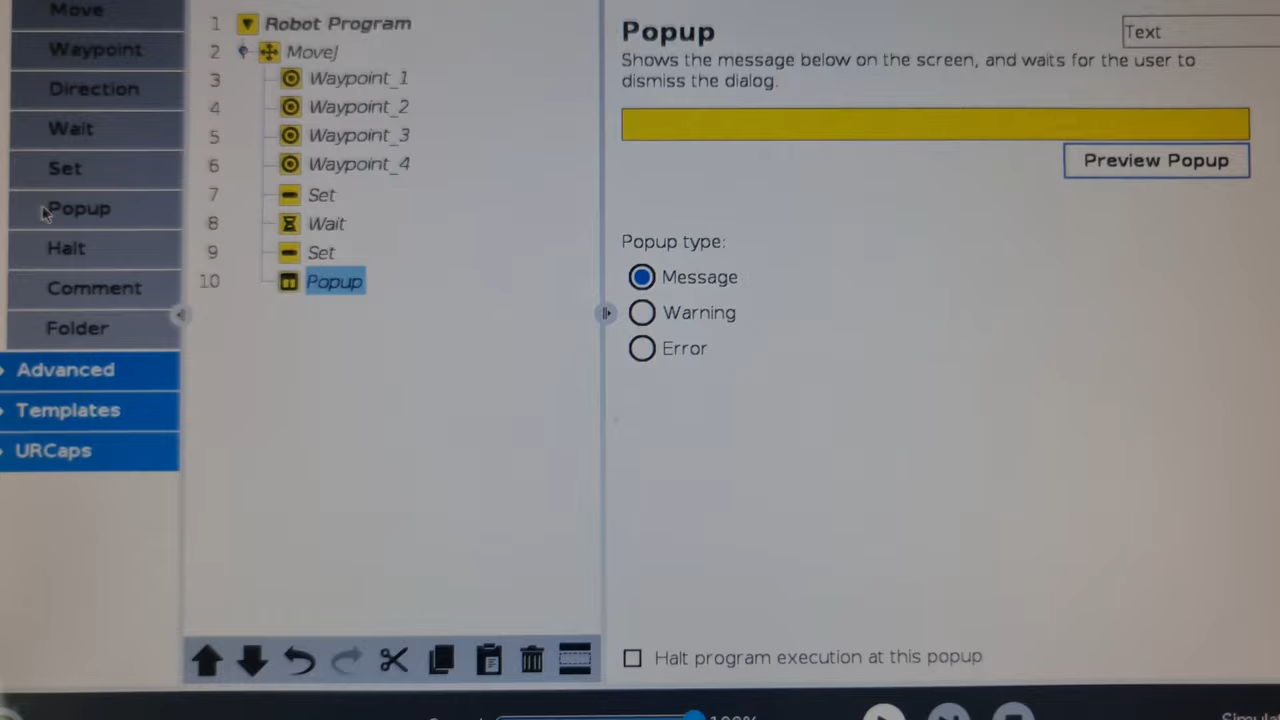 Move
Waypoint
Direction
Wait
Set
Popup
Halt
Comment
Folder
Advanced
Templates
URCaps
1 Robot Program
2 MoveJ
3 Waypoint_1
4 Waypoint_2
5 Waypoint_3
6 Waypoint_4
7 Set
8 Wait
9 Set
10 Popup
Popup
Text
Shows the message below on the screen, and waits for the user to
dismiss the dialog.
Preview Popup
Popup type:
Message
Warning
Error
Halt program execution at this popup
100%